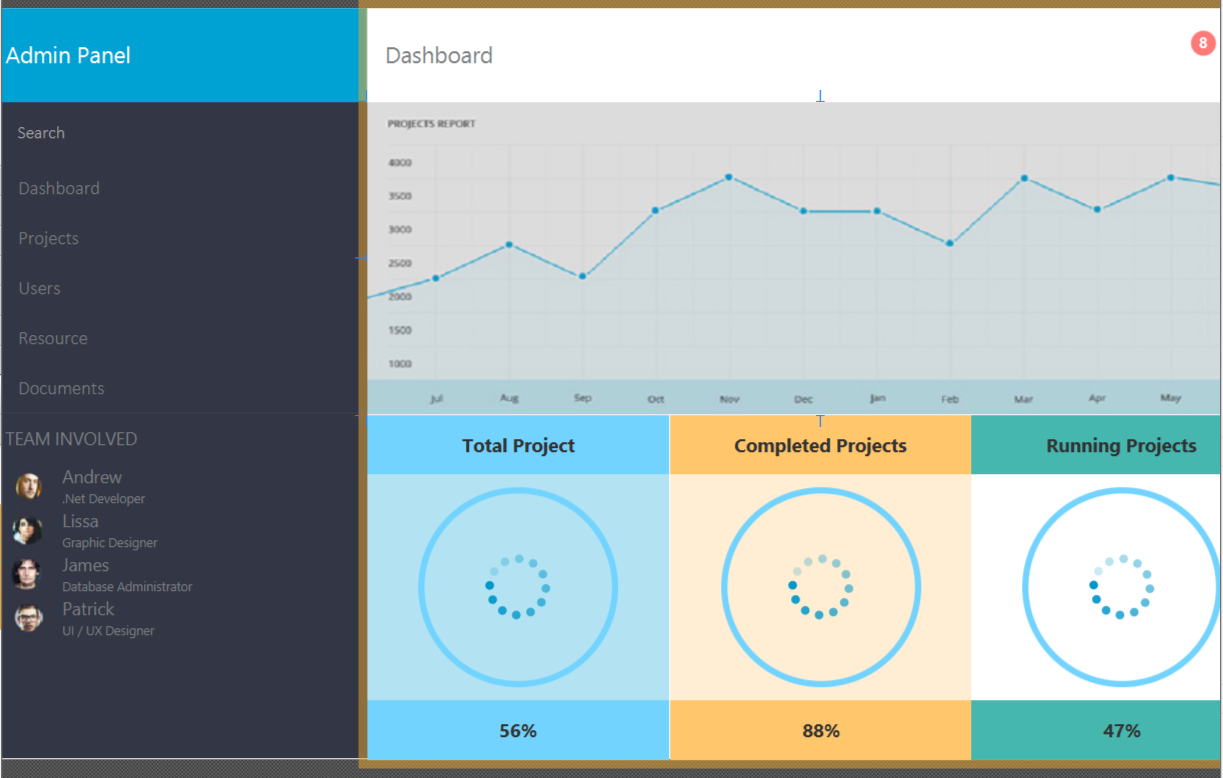 Admin Panel
Dashboard
8
Search
Dashboard
Projects
Users
Resource
Documents
TEAM INVOLVED
Andrew
.Net Developer
Lissa
Graphic Designer
James
Database Administrator
Patrick
UI / UX Designer
PROJECTS REPORT
4000
3500
3000
2500
2000
1500
1000
Jul Aug Sep Oct Nov Dec Jan Feb Mar Apr May
Total Project
56%
Completed Projects
88%
Running Projects
47%